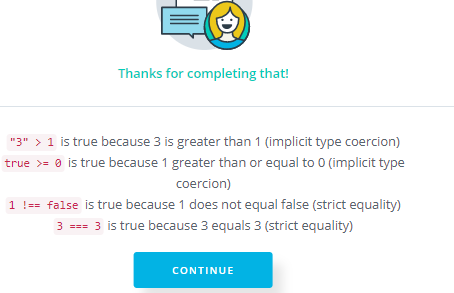 Thanks for completing that!
"3" > 1 is true because 3 is greater than 1 (implicit type coercion)
true >= 0 is true because 1 greater than or equal to 0 (implicit type
coercion)
1 !== false is true because 1 does not equal false (strict equality)
3 === 3 is true because 3 equals 3 (strict equality)
CONTINUE